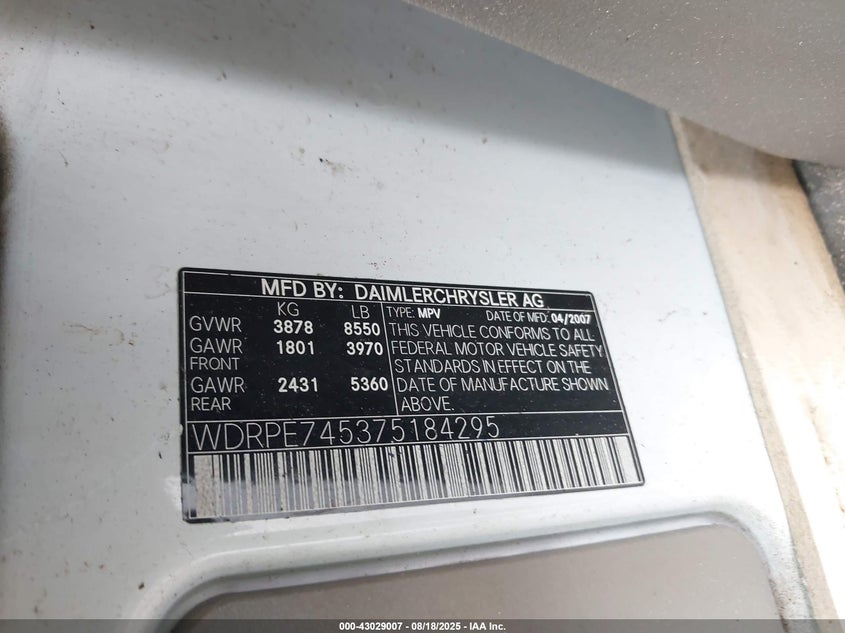 MFD BY: DAIMLERCHRYSLER AG
KG LB
GVWR 3878 8550
GAWR FRONT 1801 3970
GAWR REAR 2431 5360
TYPE: MPV DATE OF MFD: 04/2007
THIS VEHICLE CONFORMS TO ALL
FEDERAL MOTOR VEHICLE SAFETY
STANDARDS IN EFFECT ON THE
DATE OF MANUFACTURE SHOWN
ABOVE.
WDRPE745375184295
000-43029007 - 08/18/2025 - IAA Inc.